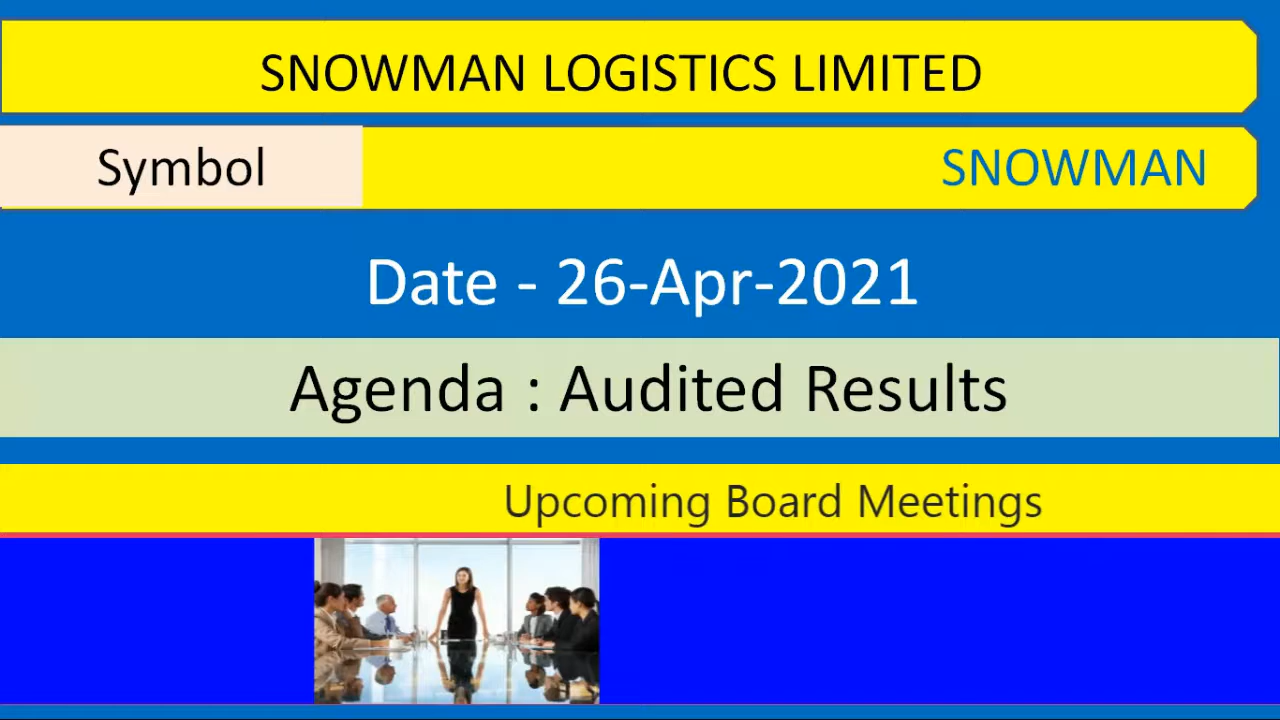 SNOWMAN LOGISTICS LIMITED
Symbol SNOWMAN
Date - 26-Apr-2021
Agenda : Audited Results
Upcoming Board Meetings